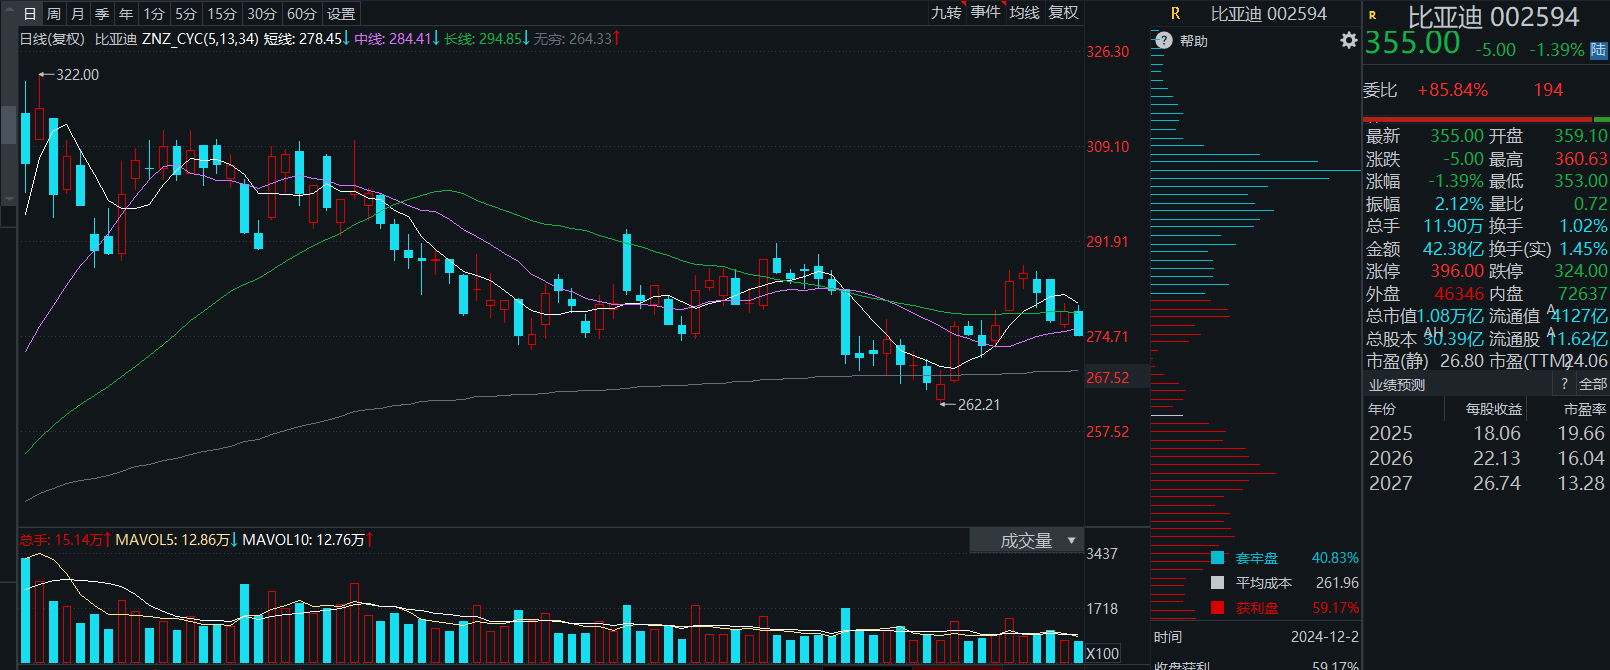 日 周 月 季 年 1分 5分 15分 30分 60分 设置
九转 事件 均线 复权
日线(复权) 比亚迪 ZNZ_CYC(5,13,34) 短线: 278.45↓ 中线: 284.41↓ 长线: 294.85↓ 无穷: 264.33↑
←322.00
←262.21
326.30
309.10
291.91
274.71
267.52
257.52
总手: 15.14万↑ MAVOL5: 12.86万↓ MAVOL10: 12.76万↑
成交量 ▼
3437
1718
X100
R 比亚迪 002594
? 帮助
套牢盘 40.83%
平均成本 261.96
获利盘 59.17%
时间 2024-12-2
收盘获利 59.17%
R 比亚迪 002594
355.00 -5.00 -1.39% 陆
委比 +85.84% 194
最新 355.00 开盘 359.10
涨跌 -5.00 最高 360.63
涨幅 -1.39% 最低 353.00
振幅 2.12% 量比 0.72
总手 11.90万 换手 1.02%
金额 42.38亿 换手(实) 1.45%
涨停 396.00 跌停 324.00
外盘 46346 内盘 72637
总市值 1.08万亿 流通值 A 4127亿
总股本 AH 30.39亿 流通股 A 11.62亿
市盈(静) 26.80 市盈(TTM) 24.06
业绩预测 ? 全部
年份 每股收益 市盈率
2025 18.06 19.66
2026 22.13 16.04
2027 26.74 13.28